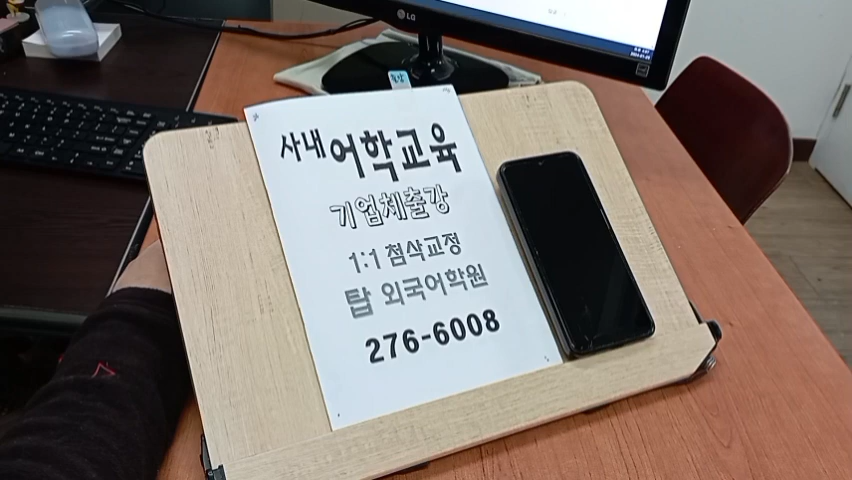 LG
사내 어학교육
기업체출강
1:1 첨삭교정
탑 외국어학원
276-6008